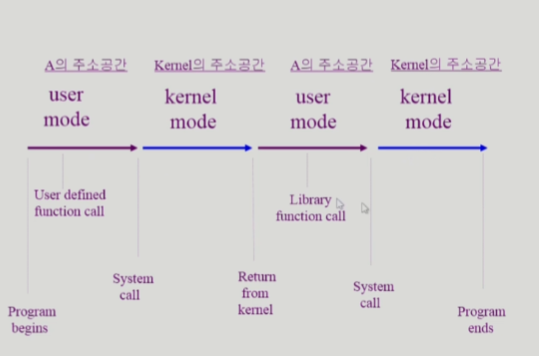 A의 주소공간
Kernel의 주소공간
A의 주소공간
Kernel의 주소공간
user
mode
kernel
mode
user
mode
kernel
mode
User defined
function call
Library
function call
System
call
Return
from
kernel
System
call
Program
begins
Program
ends